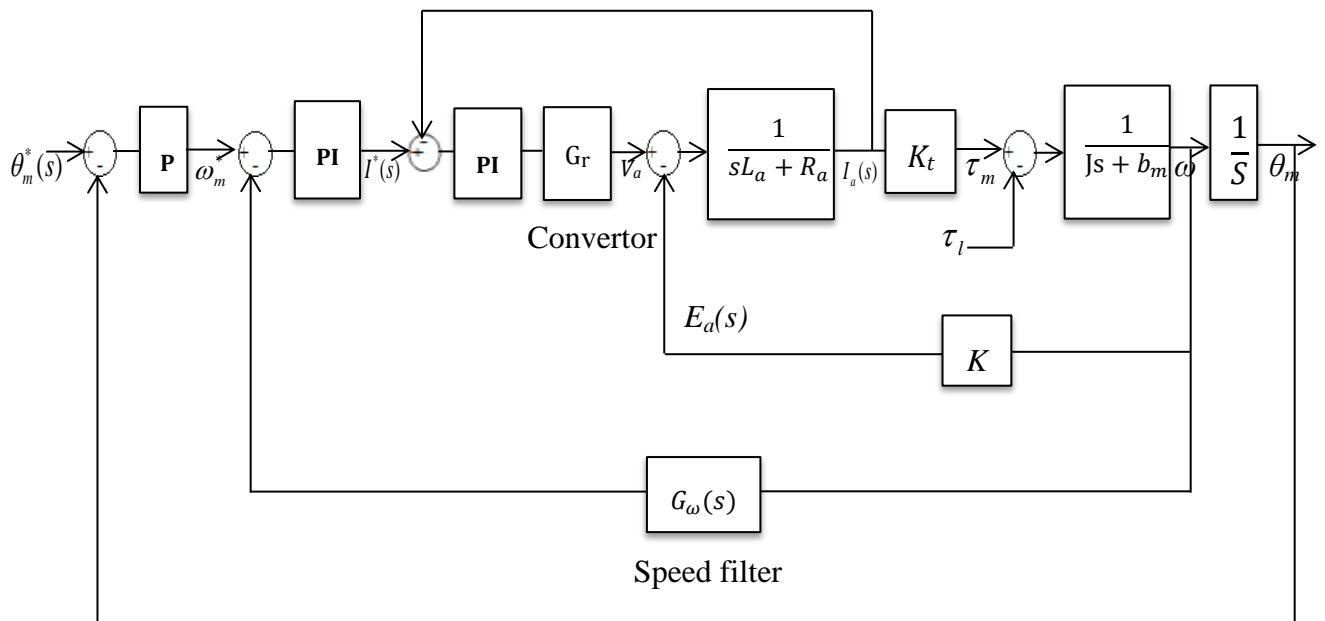 θ*m(s)
+
-
P
ω*m
+
-
PI
I*(s)
+
-
PI
Gr
Va
+
-
1
sLa + Ra
Ia(s)
Kt
τm
+
-
τl
1
Js + bm
ω
1
S
θm
Convertor
Ea(s)
K
Gω(s)
Speed filter